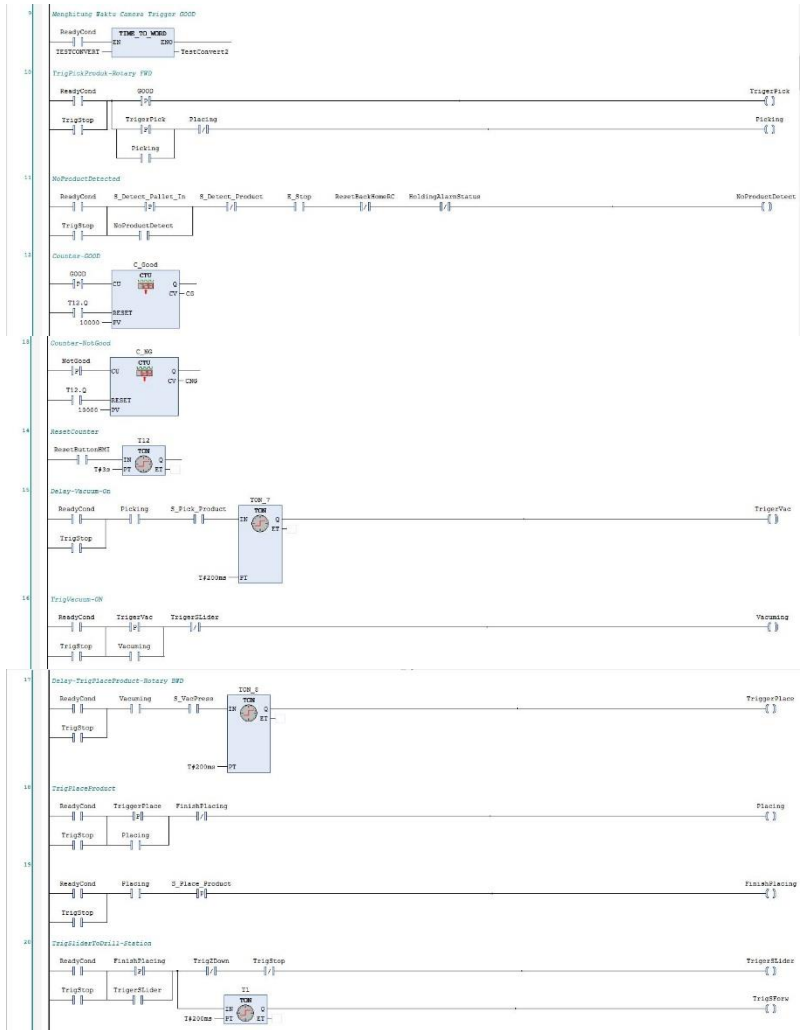 9
Menghitung Waktu Camera Trigger GOOD
ReadyCond TIME_TO_WORD
EN ENO
TESTCONVERT TestConvert2
10
TrigPickProduk-Rotary FWD
ReadyCond GOOD TrigerPick
P
TrigStop TrigerPick Placing Picking
P
Picking
11
NoProductDetected
ReadyCond S_Detect_Pallet_In S_Detect_Product E_Stop ResetBackHomeRC HoldingAlarmStatus NoProductDetect
P
TrigStop NoProductDetect
12
Counter-GOOD
C_Good
GOOD CTU
P CU Q
CV CG
T12.Q
RESET
10000 PV
13
Counter-NotGood
C_NG
NotGood CTU
P CU Q
CV CNG
T12.Q
RESET
10000 PV
14
ResetCounter
T12
ResetButtonHMI TON
IN Q
T#3s PT ET
15
Delay-Vacuum-On
TON_7
ReadyCond Picking S_Pick_Product TON TrigerVac
IN Q
ET
TrigStop
T#200ms PT
16
TrigVacuum-ON
ReadyCond TrigerVac TrigerSLider Vacuming
P
TrigStop Vacuming
17
Delay-TrigPlaceProduct-Rotary BWD
TON_8
ReadyCond Vacuming S_VacPress TON TriggerPlace
IN Q
ET
TrigStop
T#200ms PT
18
TrigPlaceProduct
ReadyCond TriggerPlace FinishPlacing Placing
P
TrigStop Placing
19
ReadyCond Placing S_Place_Product FinishPlacing
P
TrigStop
20
TrigSliderToDrill-Station
ReadyCond FinishPlacing TrigZDown TrigStop TrigerSLider
P
TrigStop TrigerSLider T1 TrigSForw
TON
IN Q
T#200ms PT ET